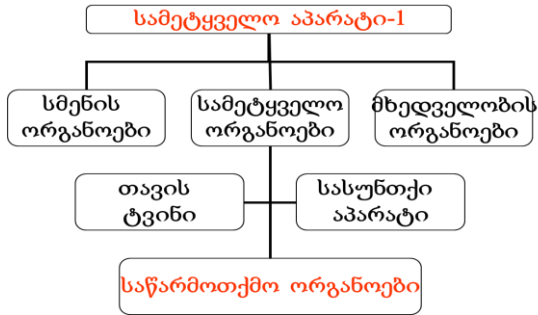 სამეტყველო აპარატი-1
სმენის
ორგანოები
სამეტყველო
ორგანოები
მხედველობის
ორგანოები
თავის
ტვინი
სასუნთქი
აპარატი
საწარმოთქმო ორგანოები